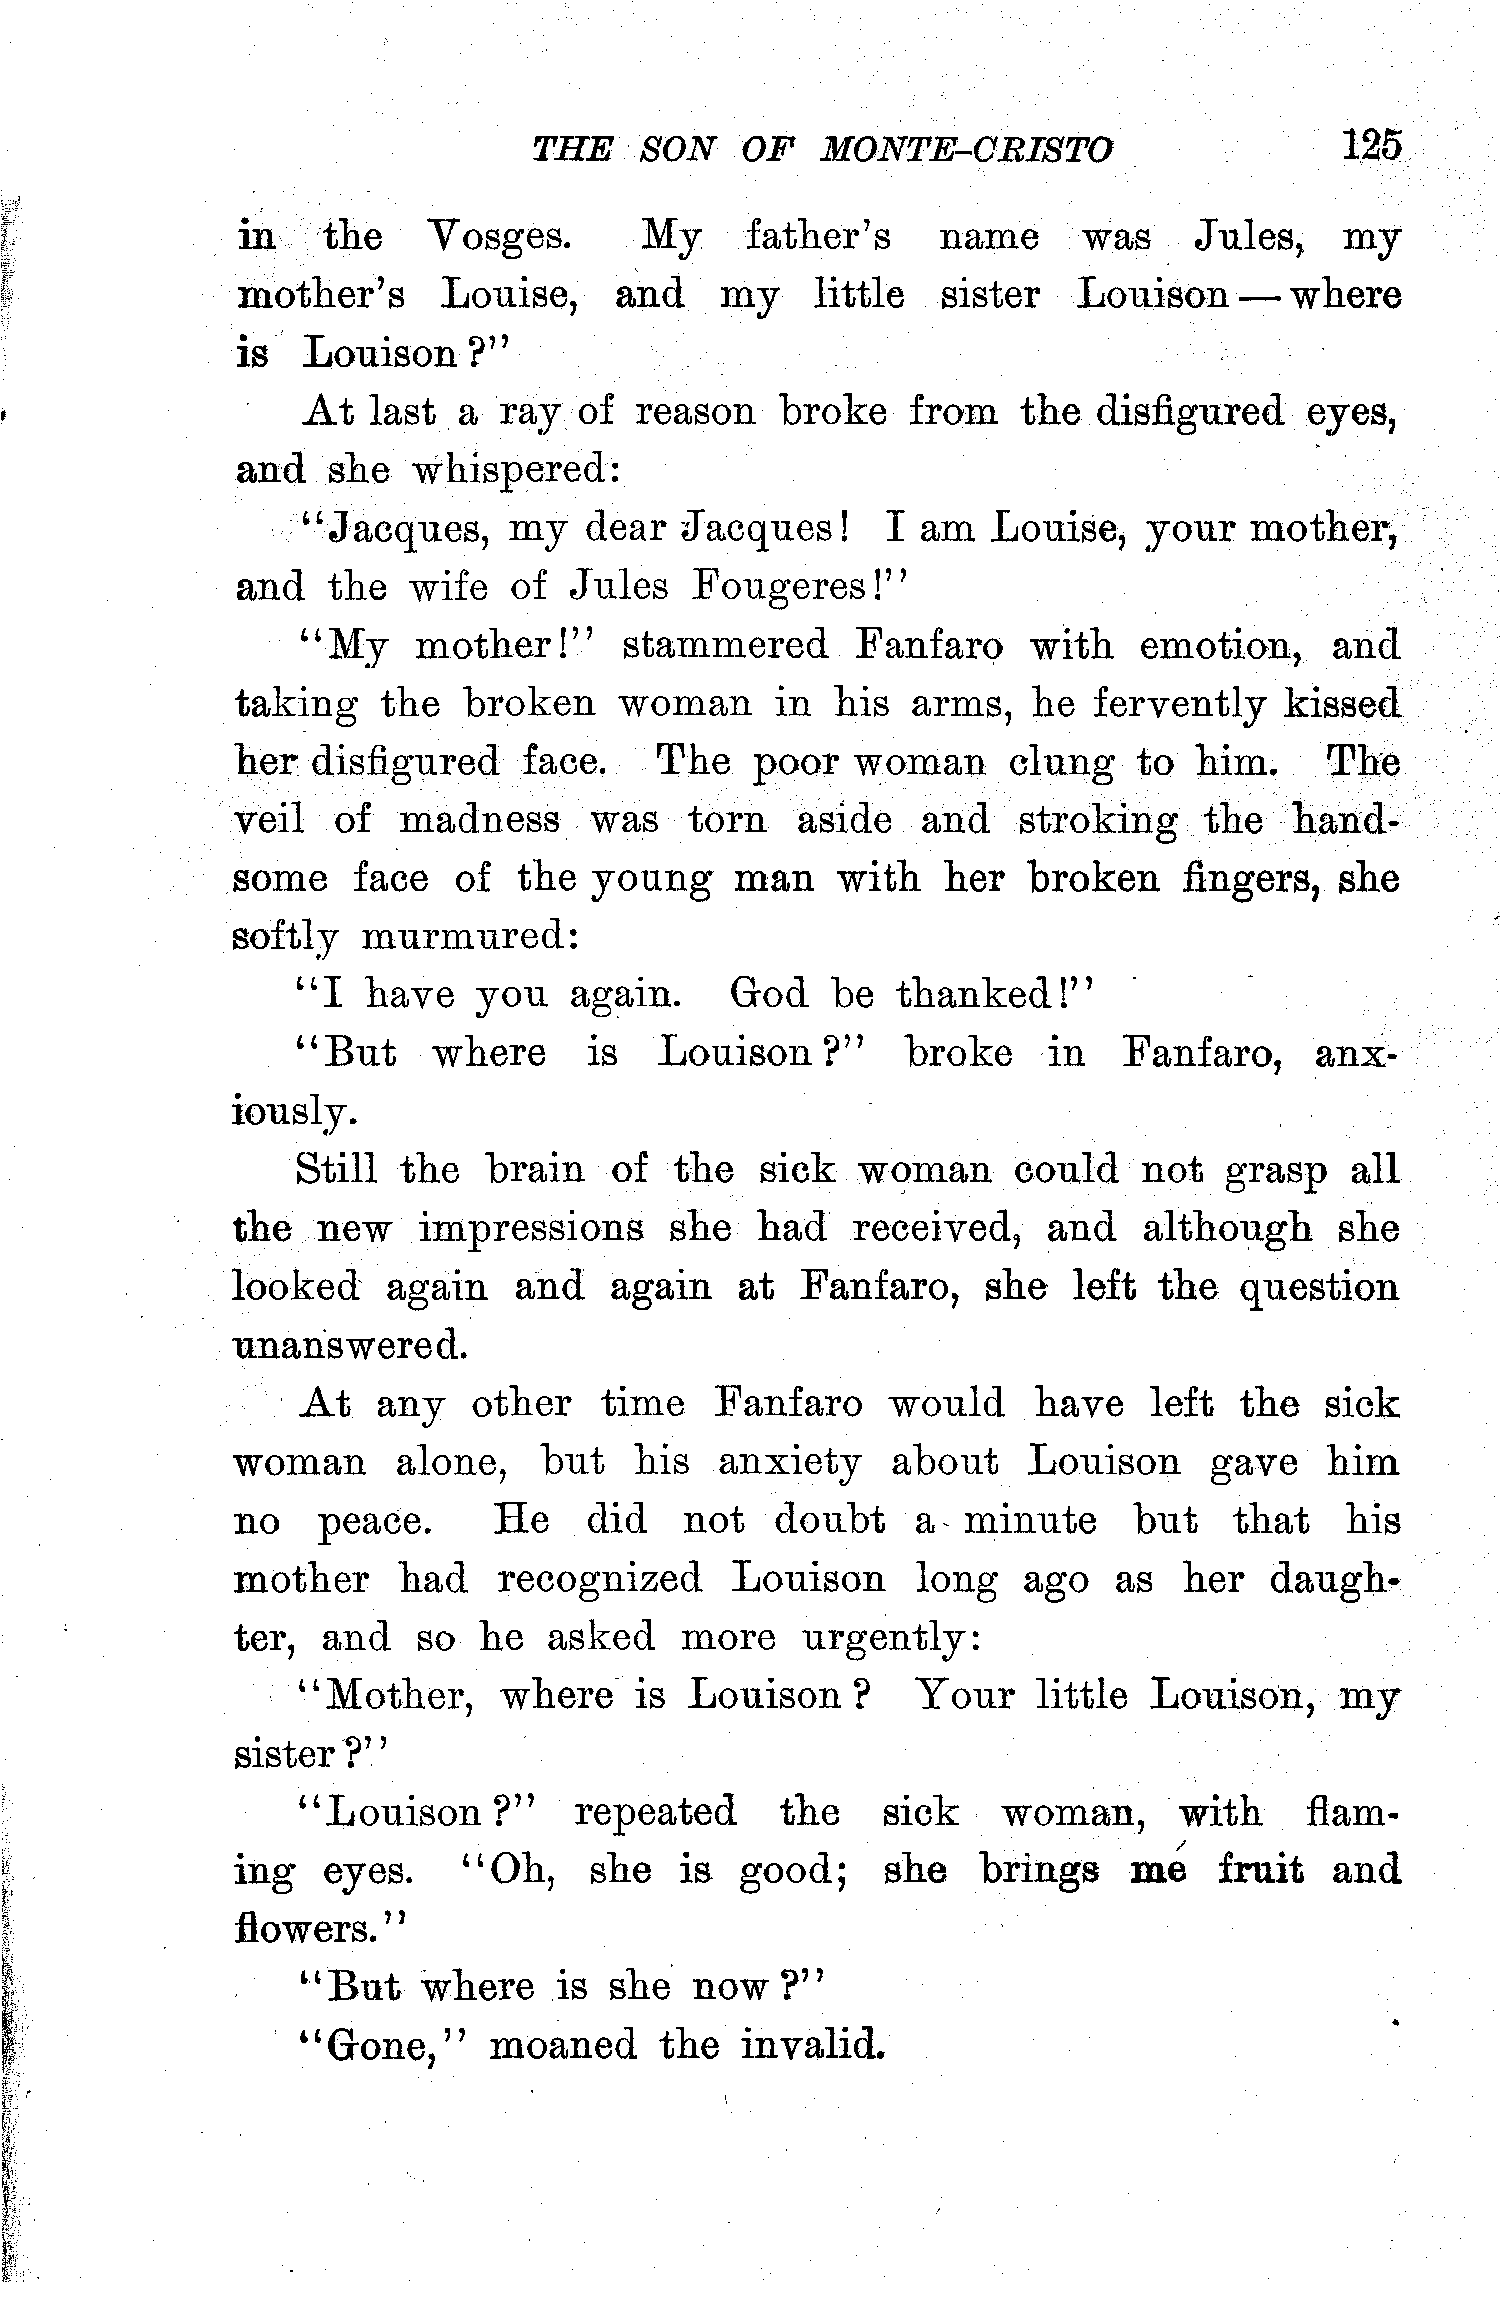 THE SON OF MONTE-CRISTO 125
in the Vosges. My father's name was Jules, my
mother's Louise, and my little sister Louison — where
is Louison?"
At last a ray of reason broke from the disfigured eyes,
and she whispered:
"Jacques, my dear Jacques! I am Louise, your mother,
and the wife of Jules Fougeres!"
"My mother!" stammered Fanfaro with emotion, and
taking the broken woman in his arms, he fervently kissed
her disfigured face. The poor woman clung to him. The
veil of madness was torn aside and stroking the hand-
some face of the young man with her broken fingers, she
softly murmured:
"I have you again. God be thanked!"
"But where is Louison?" broke in Fanfaro, anx-
iously.
Still the brain of the sick woman could not grasp all
the new impressions she had received, and although she
looked again and again at Fanfaro, she left the question
unanswered.
At any other time Fanfaro would have left the sick
woman alone, but his anxiety about Louison gave him
no peace. He did not doubt a minute but that his
mother had recognized Louison long ago as her daugh-
ter, and so he asked more urgently:
"Mother, where is Louison? Your little Louison, my
sister?"
"Louison?" repeated the sick woman, with flam-
ing eyes. "Oh, she is good; she brings me fruit and
flowers."
"But where is she now?"
"Gone," moaned the invalid.